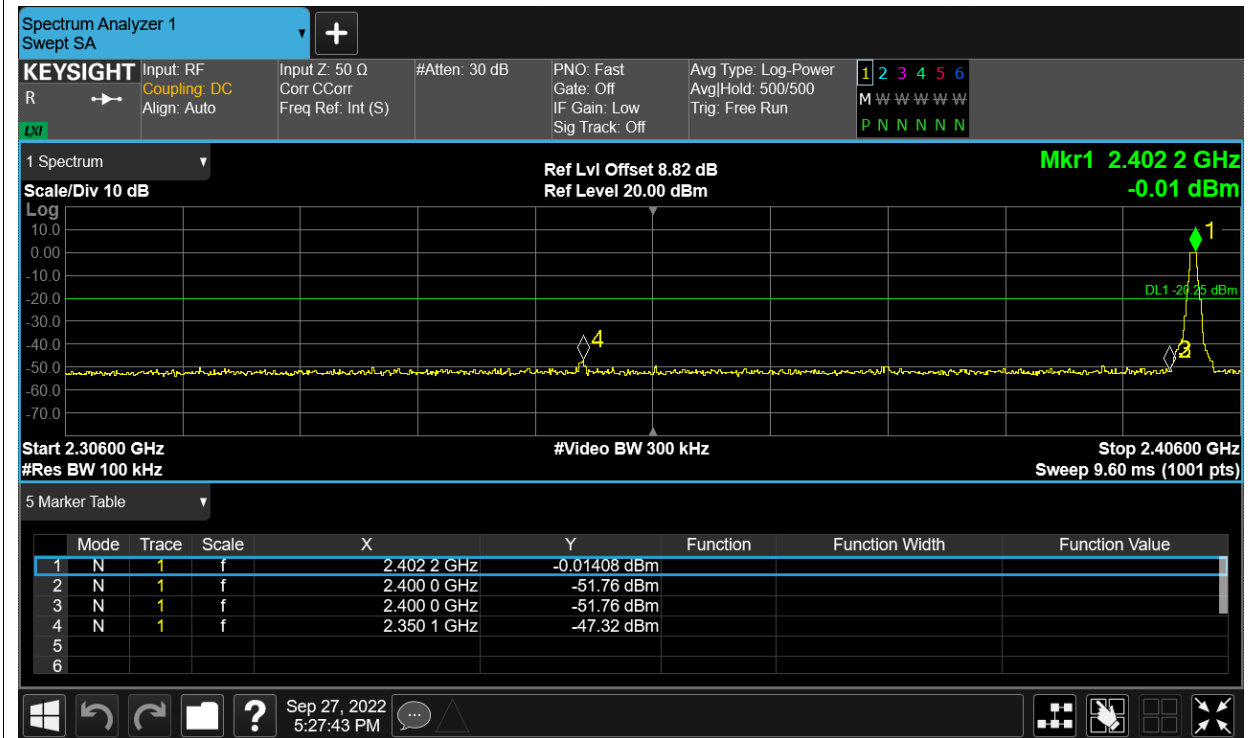 Spectrum Analyzer 1
Swept SA
+
KEYSIGHT Input: RF Input Z: 50 Ω #Atten: 30 dB PNO: Fast Avg Type: Log-Power 1 2 3 4 5 6
R Coupling: DC Corr CCorr Gate: Off Avg|Hold: 500/500 M W W W W W
Align: Auto Freq Ref: Int (S) IF Gain: Low Trig: Free Run
LXI Sig Track: Off P N N N N N
1 Spectrum Ref Lvl Offset 8.82 dB Mkr1 2.402 2 GHz
Scale/Div 10 dB Ref Level 20.00 dBm -0.01 dBm
Log
10.0 1
0.00
-10.0
-20.0 DL1 -20.25 dBm
-30.0
-40.0 4
-50.0
-60.0
-70.0
Start 2.30600 GHz #Video BW 300 kHz Stop 2.40600 GHz
#Res BW 100 kHz Sweep 9.60 ms (1001 pts)
5 Marker Table
Mode Trace Scale X Y Function Function Width Function Value
1 N 1 f 2.402 2 GHz -0.01408 dBm
2 N 1 f 2.400 0 GHz -51.76 dBm
3 N 1 f 2.400 0 GHz -51.76 dBm
4 N 1 f 2.350 1 GHz -47.32 dBm
5
6
? Sep 27, 2022
5:27:43 PM